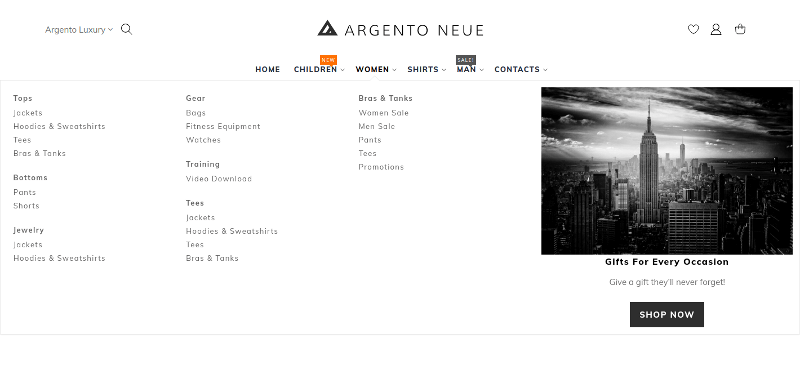 Argento Luxury
ARGENTO NEUE
NEW
SALE!
HOME CHILDREN WOMEN SHIRTS MAN CONTACTS
Tops
Jackets
Hoodies & Sweatshirts
Tees
Bras & Tanks
Bottoms
Pants
Shorts
Jewelry
Jackets
Hoodies & Sweatshirts
Gear
Bags
Fitness Equipment
Watches
Training
Video Download
Tees
Jackets
Hoodies & Sweatshirts
Tees
Bras & Tanks
Bras & Tanks
Women Sale
Men Sale
Pants
Tees
Promotions
Gifts For Every Occasion
Give a gift they'll never forget!
SHOP NOW